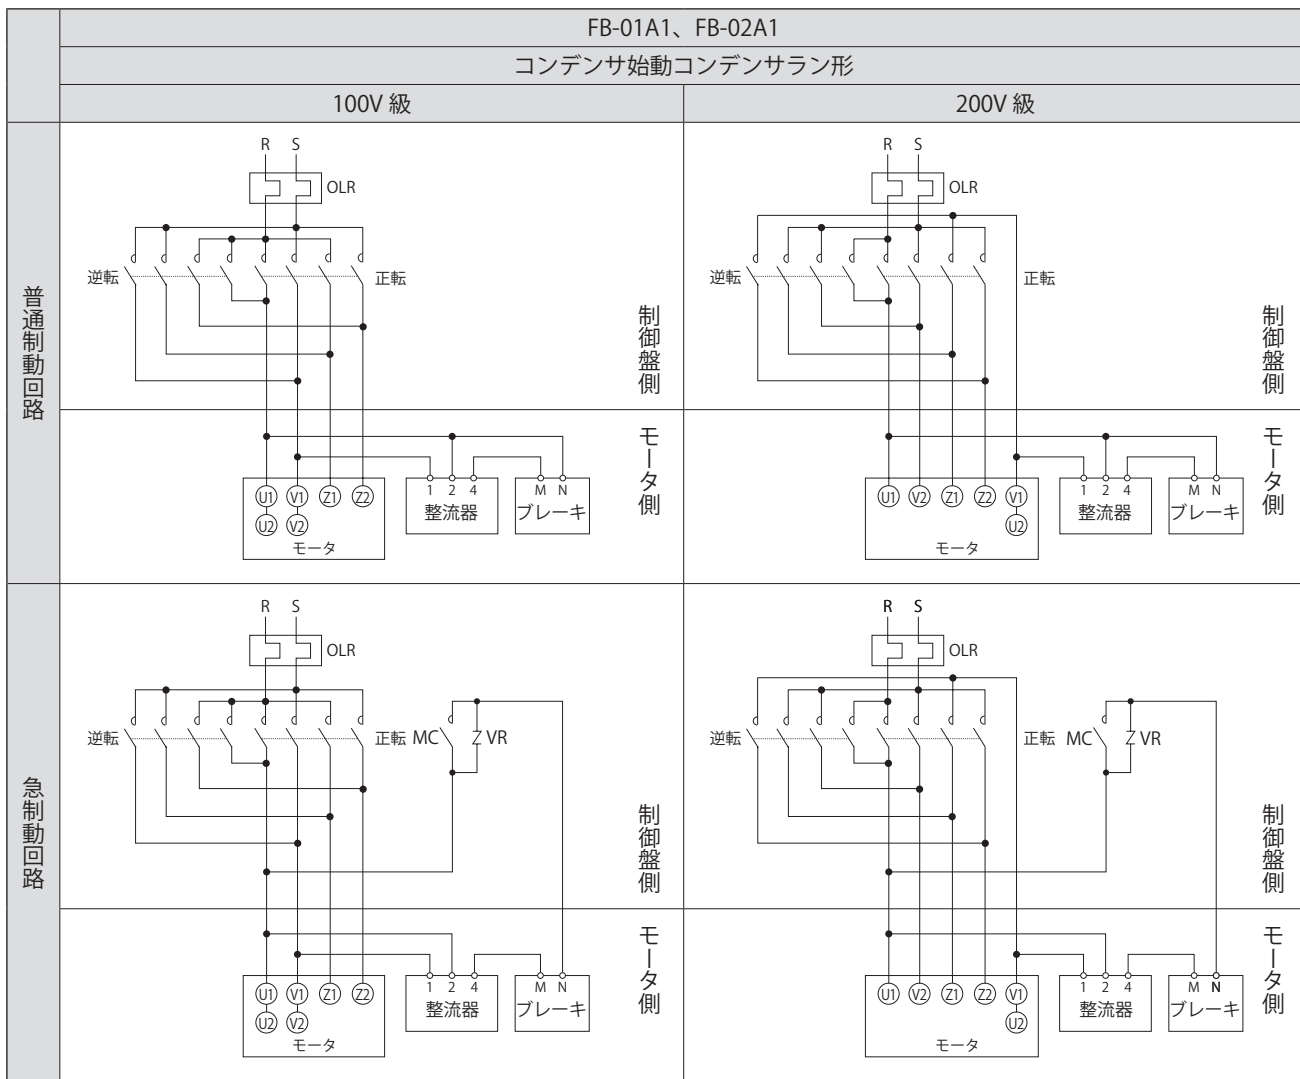 FB-01A1、FB-02A1
コンデンサ始動コンデンサラン形
100V 級
200V 級
普通制動回路
R S
OLR
逆転
正転
制御盤側
モータ側
U1 V1 Z1 Z2
U2 V2
モータ
1 2 4
整流器
M N
ブレーキ
R S
OLR
逆転
正転
制御盤側
モータ側
U1 V2 Z1 Z2 V1
U2
モータ
1 2 4
整流器
M N
ブレーキ
急制動回路
R S
OLR
逆転
正転 MC VR
制御盤側
モータ側
U1 V1 Z1 Z2
U2 V2
モータ
1 2 4
整流器
M N
ブレーキ
R S
OLR
逆転
正転 MC VR
制御盤側
モータ側
U1 V2 Z1 Z2 V1
U2
モータ
1 2 4
整流器
M N
ブレーキ